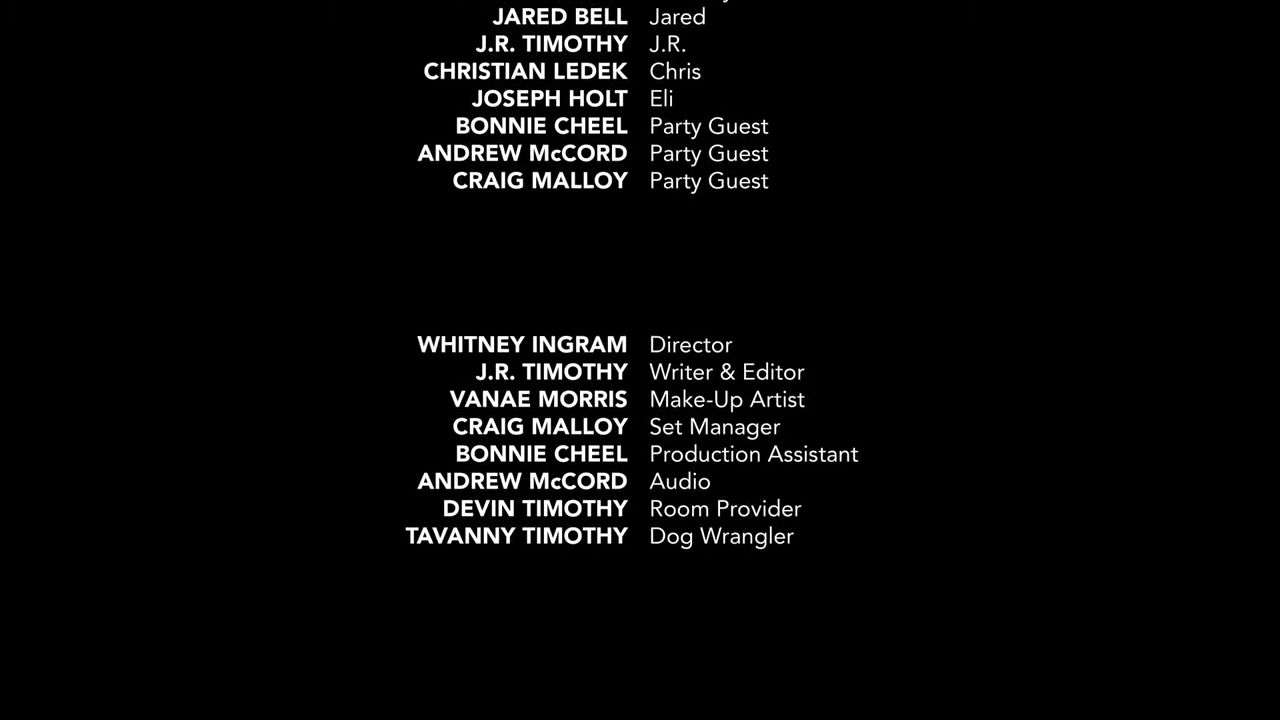 JARED BELL Jared
J.R. TIMOTHY J.R.
CHRISTIAN LEDEK Chris
JOSEPH HOLT Eli
BONNIE CHEEL Party Guest
ANDREW McCORD Party Guest
CRAIG MALLOY Party Guest
WHITNEY INGRAM Director
J.R. TIMOTHY Writer & Editor
VANAE MORRIS Make-Up Artist
CRAIG MALLOY Set Manager
BONNIE CHEEL Production Assistant
ANDREW McCORD Audio
DEVIN TIMOTHY Room Provider
TAVANNY TIMOTHY Dog Wrangler